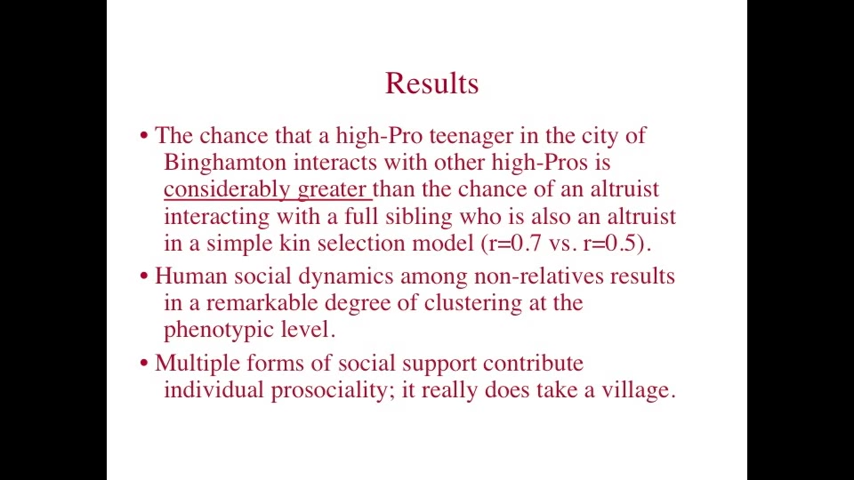 Results
• The chance that a high-Pro teenager in the city of
Binghamton interacts with other high-Pros is
considerably greater than the chance of an altruist
interacting with a full sibling who is also an altruist
in a simple kin selection model (r=0.7 vs. r=0.5).
• Human social dynamics among non-relatives results
in a remarkable degree of clustering at the
phenotypic level.
• Multiple forms of social support contribute
individual prosociality; it really does take a village.